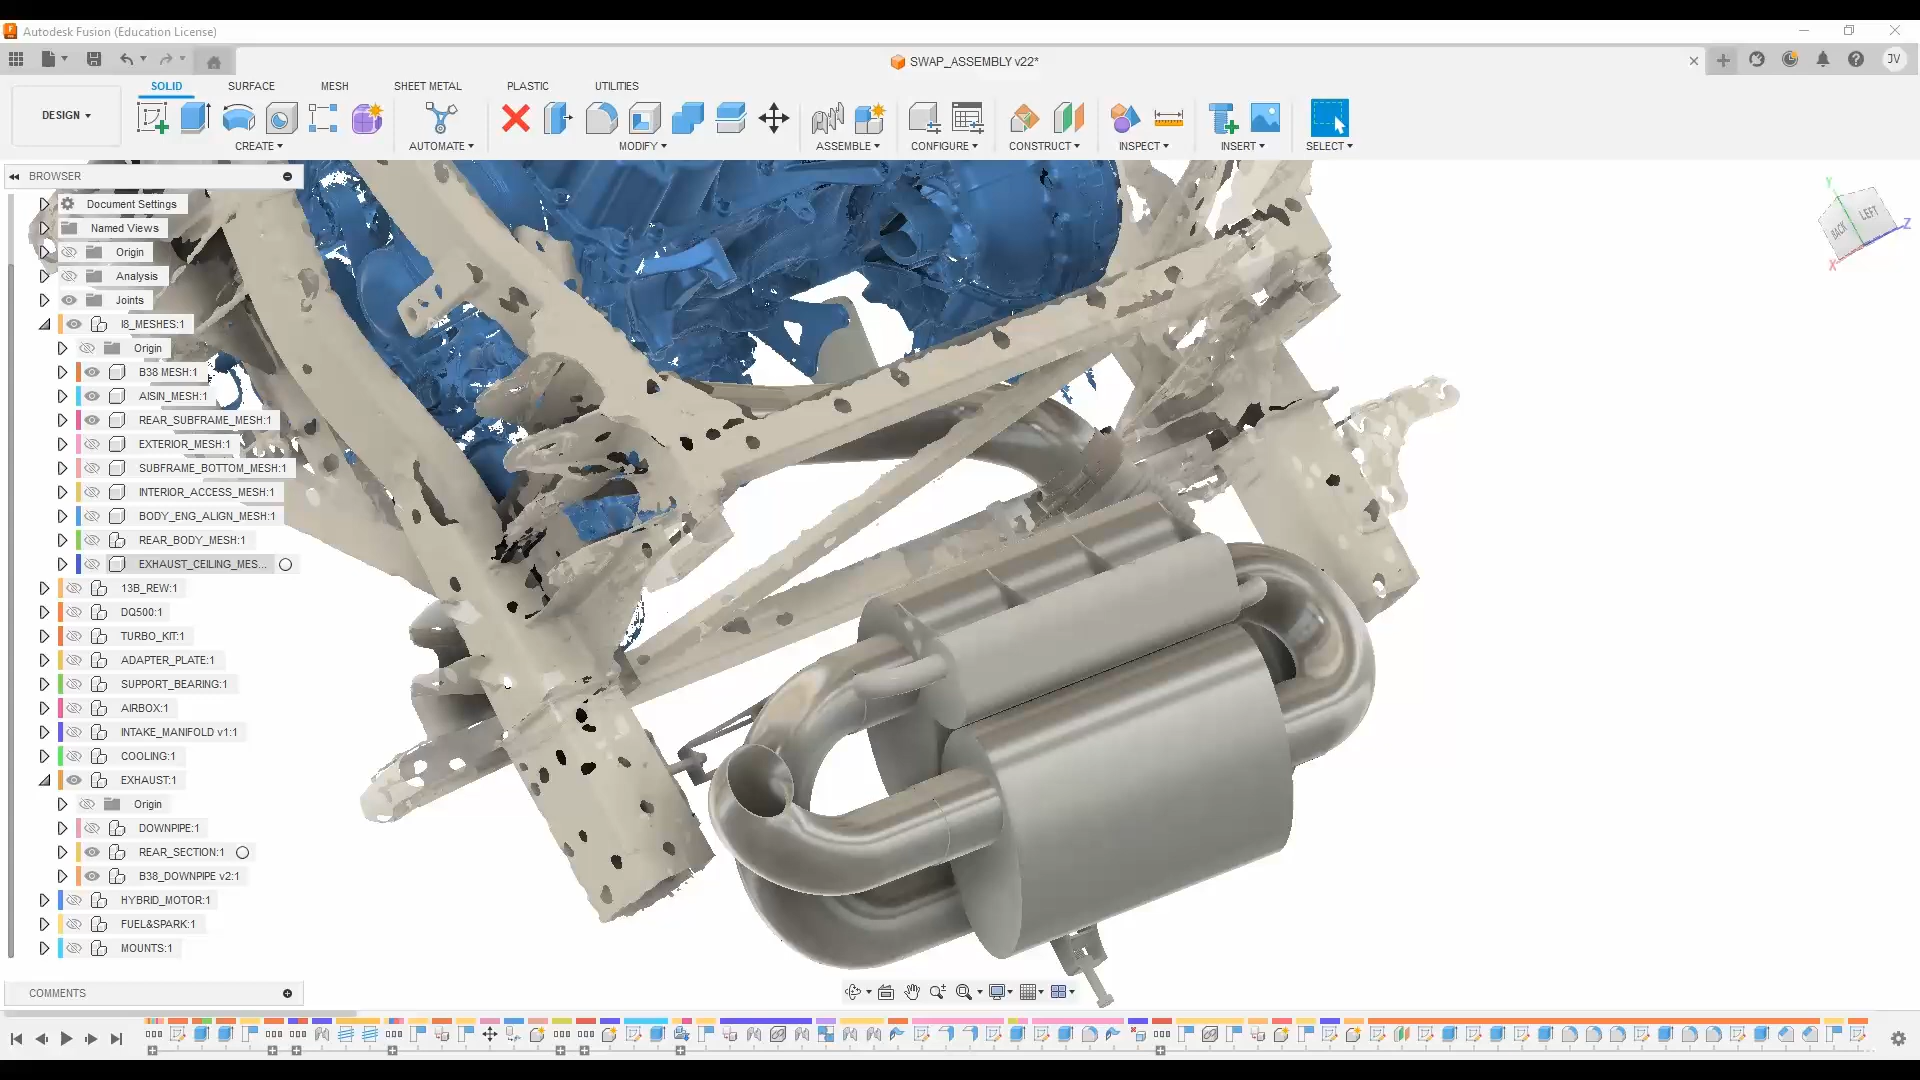 Autodesk Fusion (Education License)
SWAP_ASSEMBLY v22*
JV
SOLID SURFACE MESH SHEET METAL PLASTIC UTILITIES
DESIGN
CREATE AUTOMATE MODIFY ASSEMBLE CONFIGURE CONSTRUCT INSPECT INSERT SELECT
BROWSER
Document Settings
Named Views
Origin
Analysis
Joints
I8_MESHES:1
Origin
B38 MESH:1
AISIN_MESH:1
REAR_SUBFRAME_MESH:1
EXTERIOR_MESH:1
SUBFRAME_BOTTOM_MESH:1
INTERIOR_ACCESS_MESH:1
BODY_ENG_ALIGN_MESH:1
REAR_BODY_MESH:1
EXHAUST_CEILING_MES...
13B_REW:1
DQ500:1
TURBO_KIT:1
ADAPTER_PLATE:1
SUPPORT_BEARING:1
AIRBOX:1
INTAKE_MANIFOLD v1:1
COOLING:1
EXHAUST:1
Origin
DOWNPIPE:1
REAR_SECTION:1
B38_DOWNPIPE v2:1
HYBRID_MOTOR:1
FUEL&SPARK:1
MOUNTS:1
COMMENTS
Y
BACK LEFT
Z
X